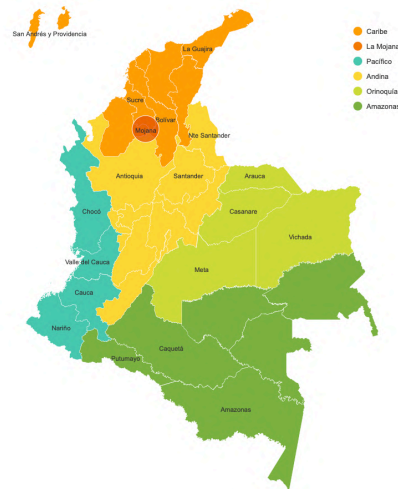 San Andrés y Providencia
La Guajira
Sucre
Bolívar
Mojana
Nte Santander
Antioquia
Santander
Arauca
Chocó
Casanare
Vichada
Valle del Cauca
Meta
Cauca
Nariño
Caquetá
Putumayo
Amazonas
Caribe
La Mojana
Pacífico
Andina
Orinoquía
Amazonas